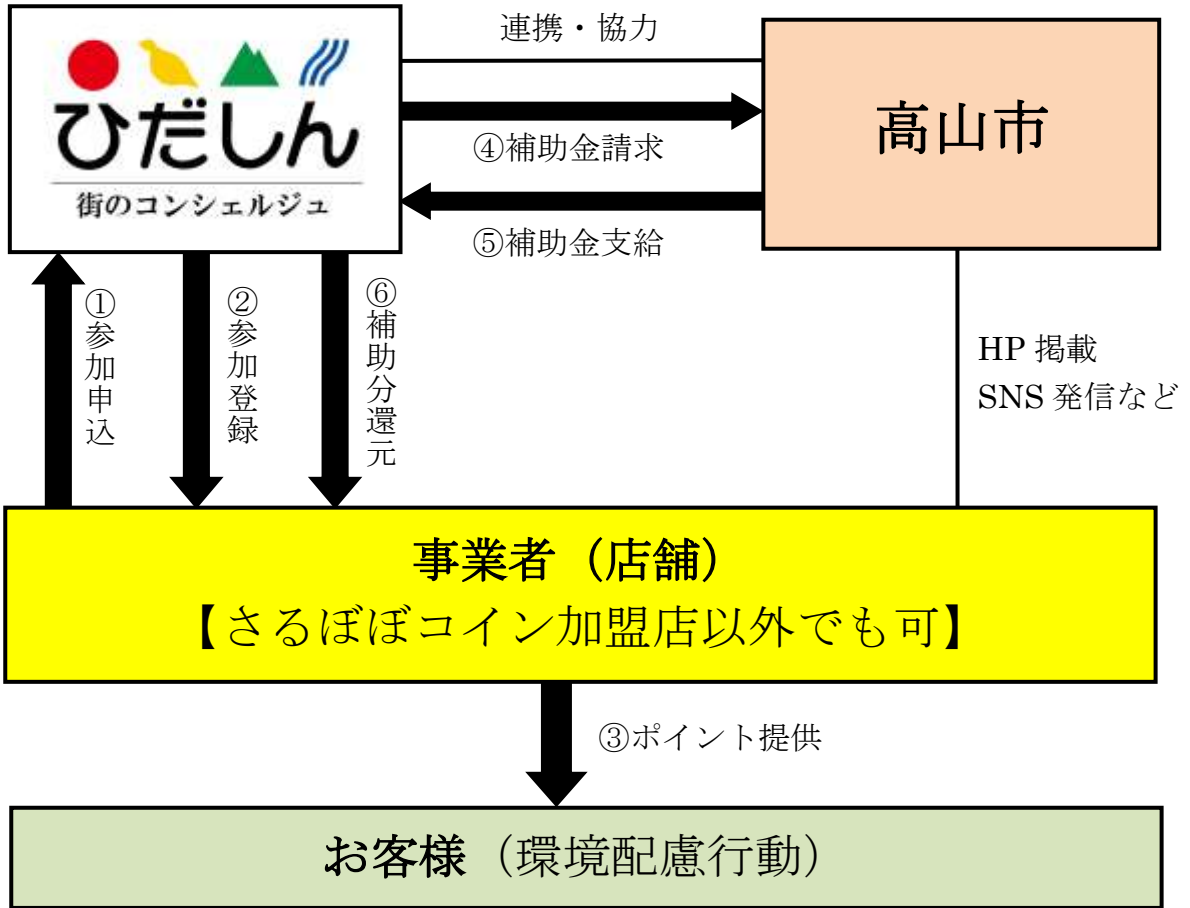 連携・協力
ひだしん
街のコンシェルジュ
高山市
④補助金請求
⑤補助金支給
①参加申込
②参加登録
⑥補助分還元
HP 掲載
SNS 発信など
事業者（店舗）
【さるぼぼコイン加盟店以外でも可】
③ポイント提供
お客様（環境配慮行動）